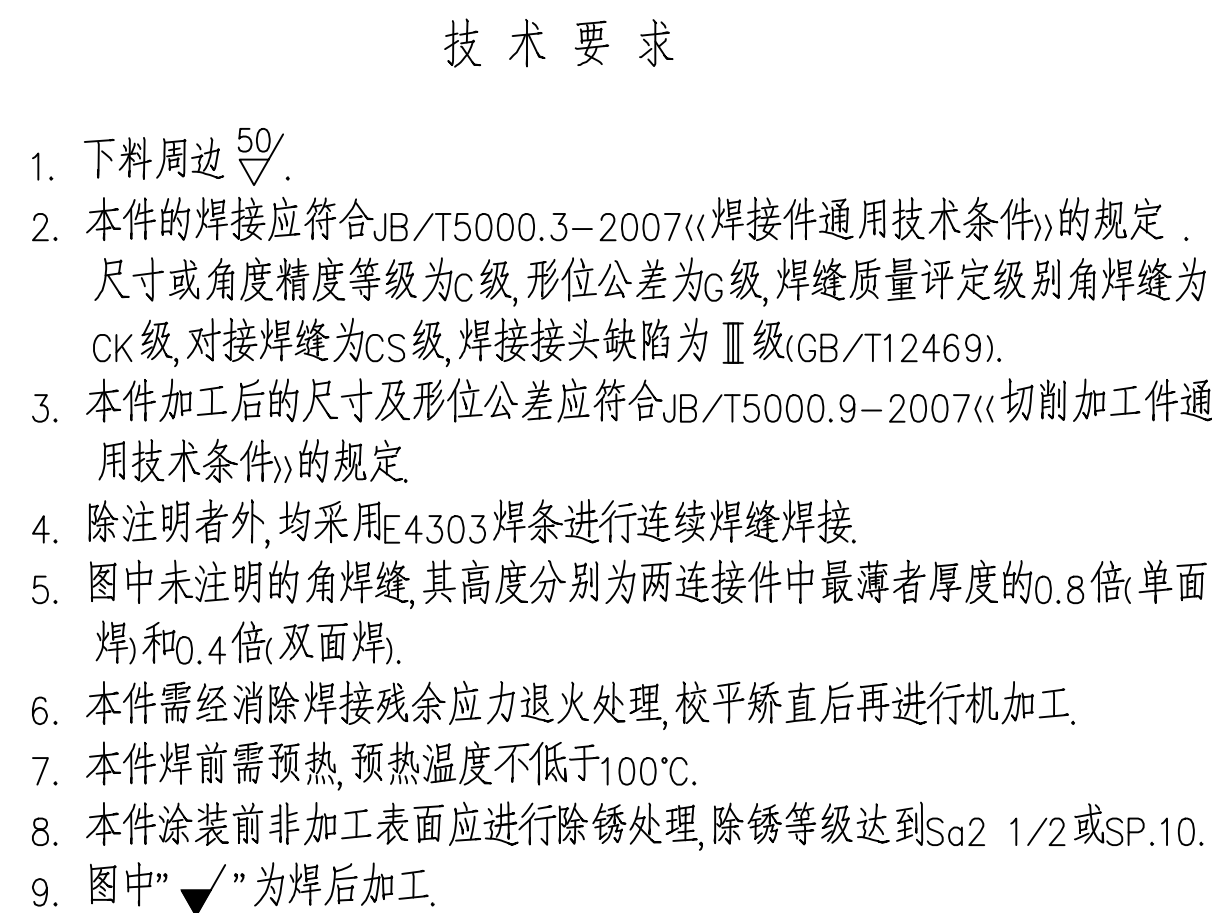 技 术 要 求
1. 下料周边 50/.
2. 本件的焊接应符合JB/T5000.3-2007《焊接件通用技术条件》的规定 .
尺寸或角度精度等级为C级,形位公差为G级,焊缝质量评定级别角焊缝为
CK级,对接焊缝为CS级,焊接接头缺陷为Ⅲ级(GB/T12469).
3. 本件加工后的尺寸及形位公差应符合JB/T5000.9-2007《切削加工件通
用技术条件》的规定.
4. 除注明者外,均采用E4303焊条进行连续焊缝焊接.
5. 图中未注明的角焊缝,其高度分别为两连接件中最薄者厚度的0.8倍(单面
焊)和0.4倍(双面焊).
6. 本件需经消除焊接残余应力退火处理,校平矫直后再进行机加工.
7. 本件焊前需预热,预热温度不低于100℃.
8. 本件涂装前非加工表面应进行除锈处理,除锈等级达到Sa2 1/2或SP.10.
9. 图中” ”为焊后加工.